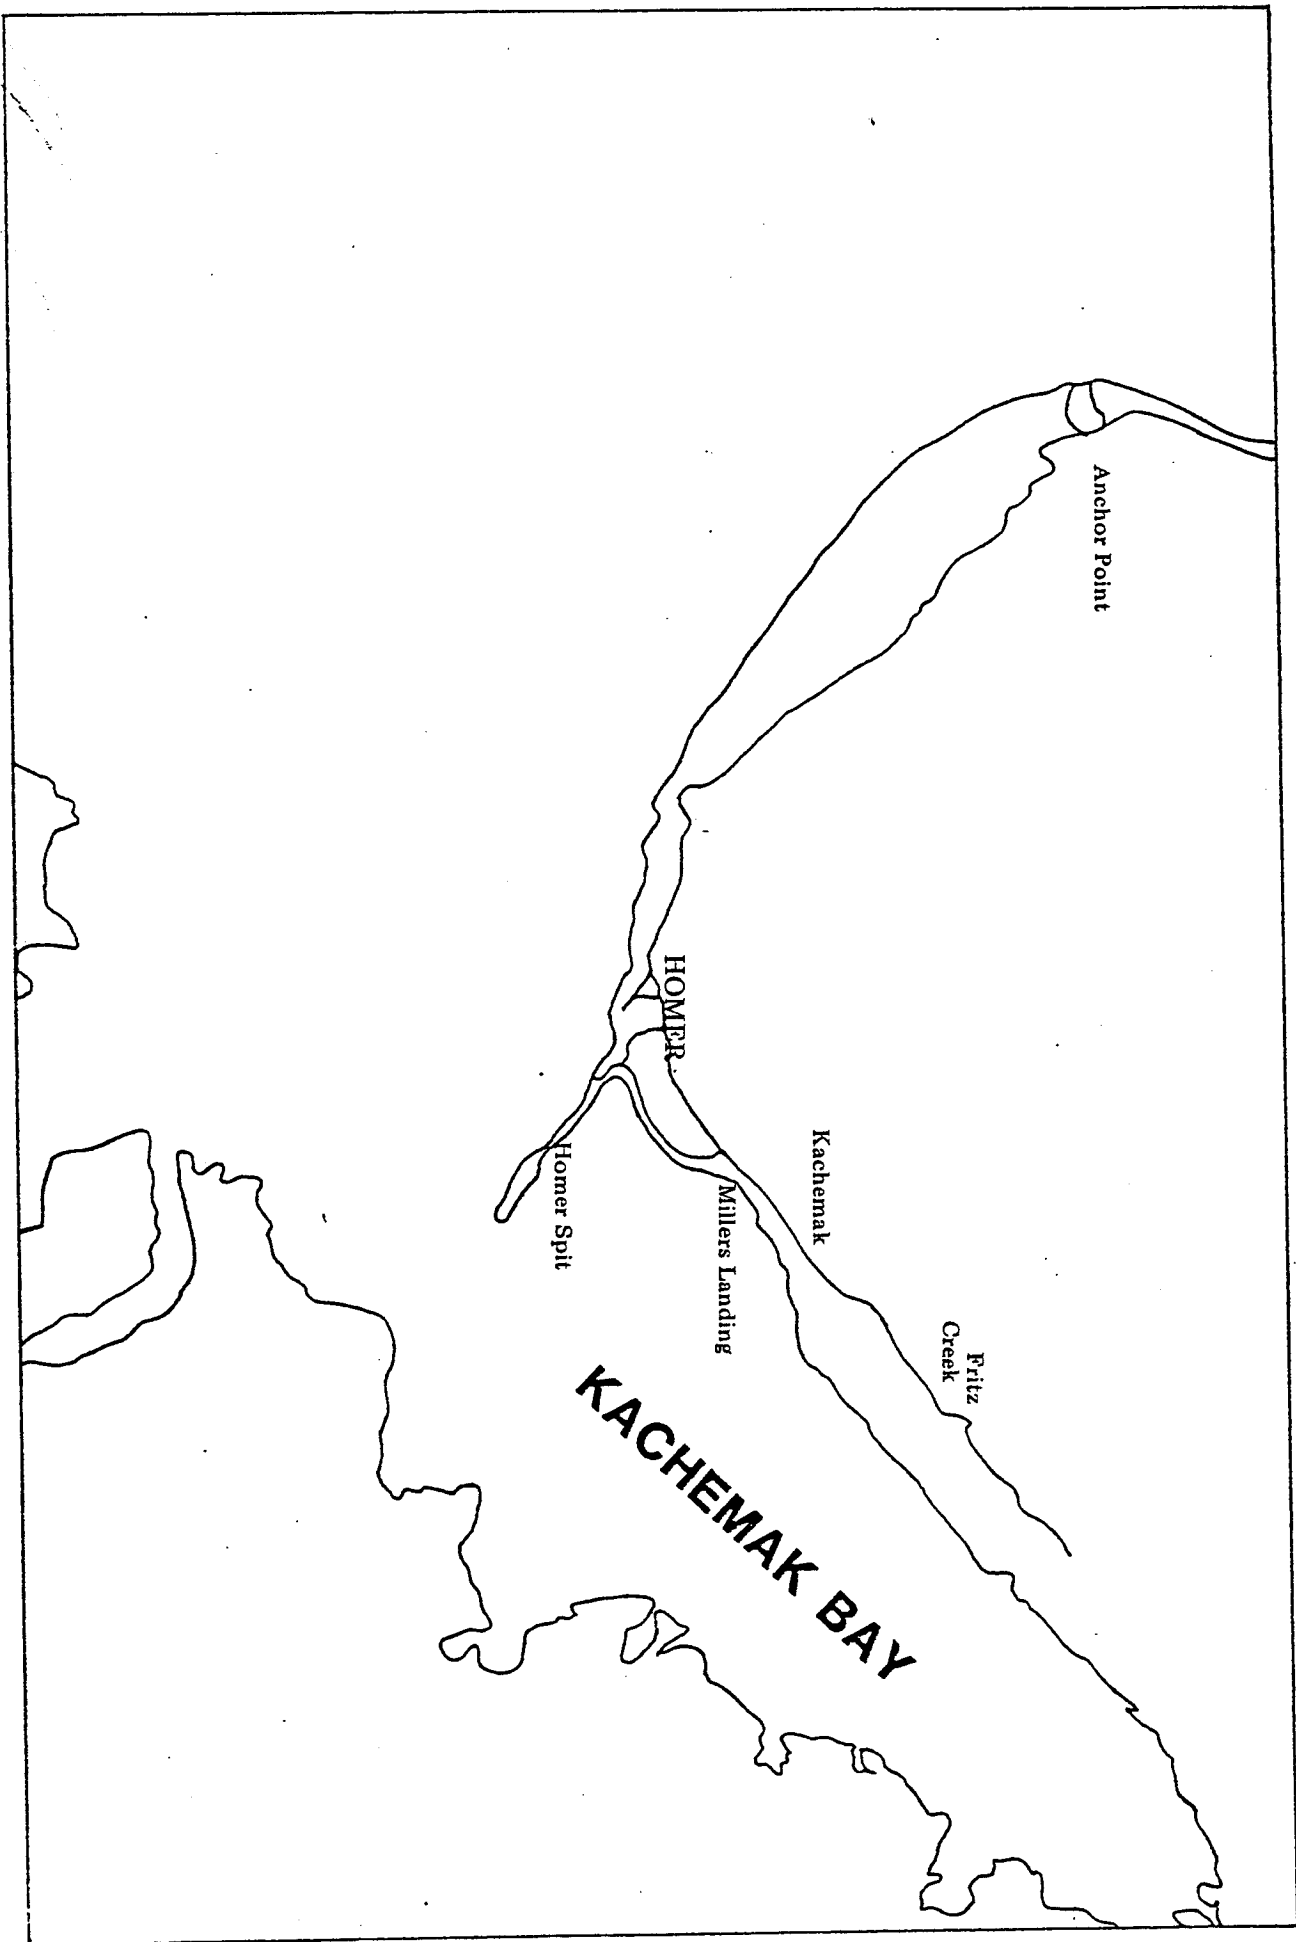 Anchor Point
HOMER
Kachemak
Fritz
Creek
Millers Landing
Homer Spit
KACHEMAK BAY